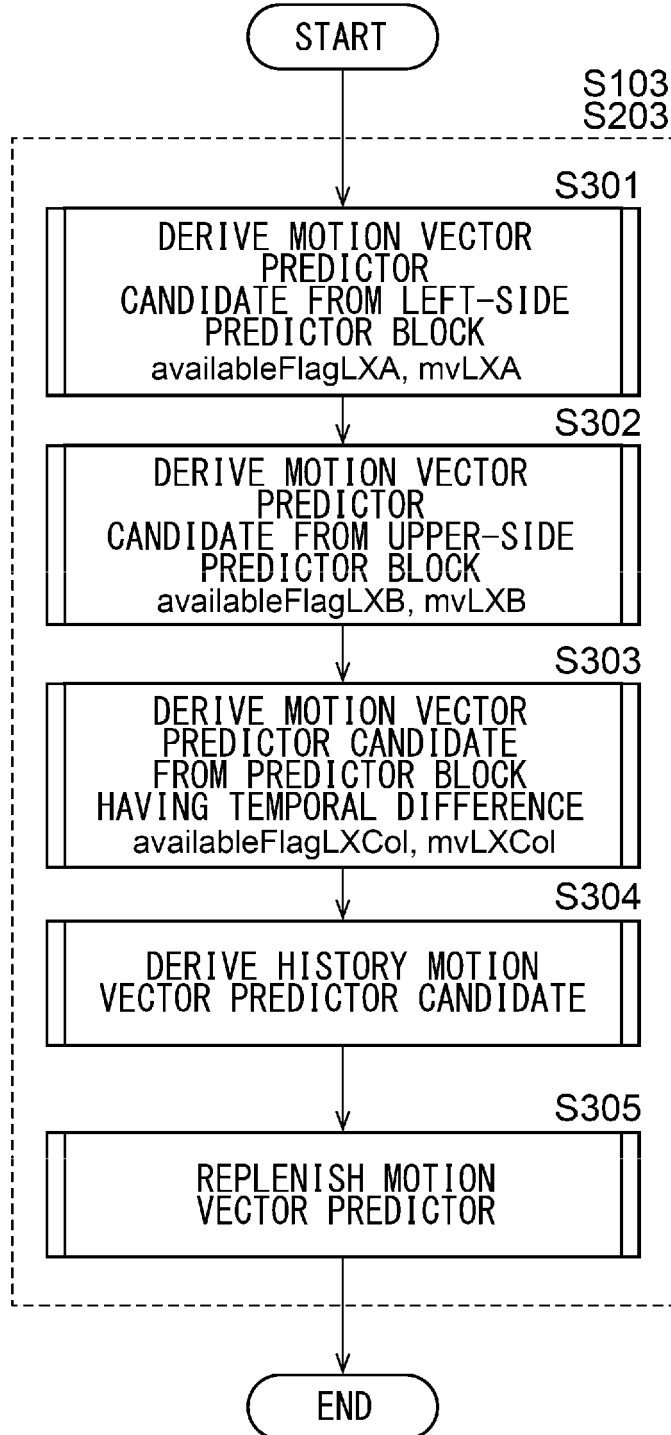 START
S103
S203
S301
DERIVE MOTION VECTOR
PREDICTOR
CANDIDATE FROM LEFT-SIDE
PREDICTOR BLOCK
availableFlagLXA, mvLXA
S302
DERIVE MOTION VECTOR
PREDICTOR
CANDIDATE FROM UPPER-SIDE
PREDICTOR BLOCK
availableFlagLXB, mvLXB
S303
DERIVE MOTION VECTOR
PREDICTOR CANDIDATE
FROM PREDICTOR BLOCK
HAVING TEMPORAL DIFFERENCE
availableFlagLXCol, mvLXCol
S304
DERIVE HISTORY MOTION
VECTOR PREDICTOR CANDIDATE
S305
REPLENISH MOTION
VECTOR PREDICTOR
END